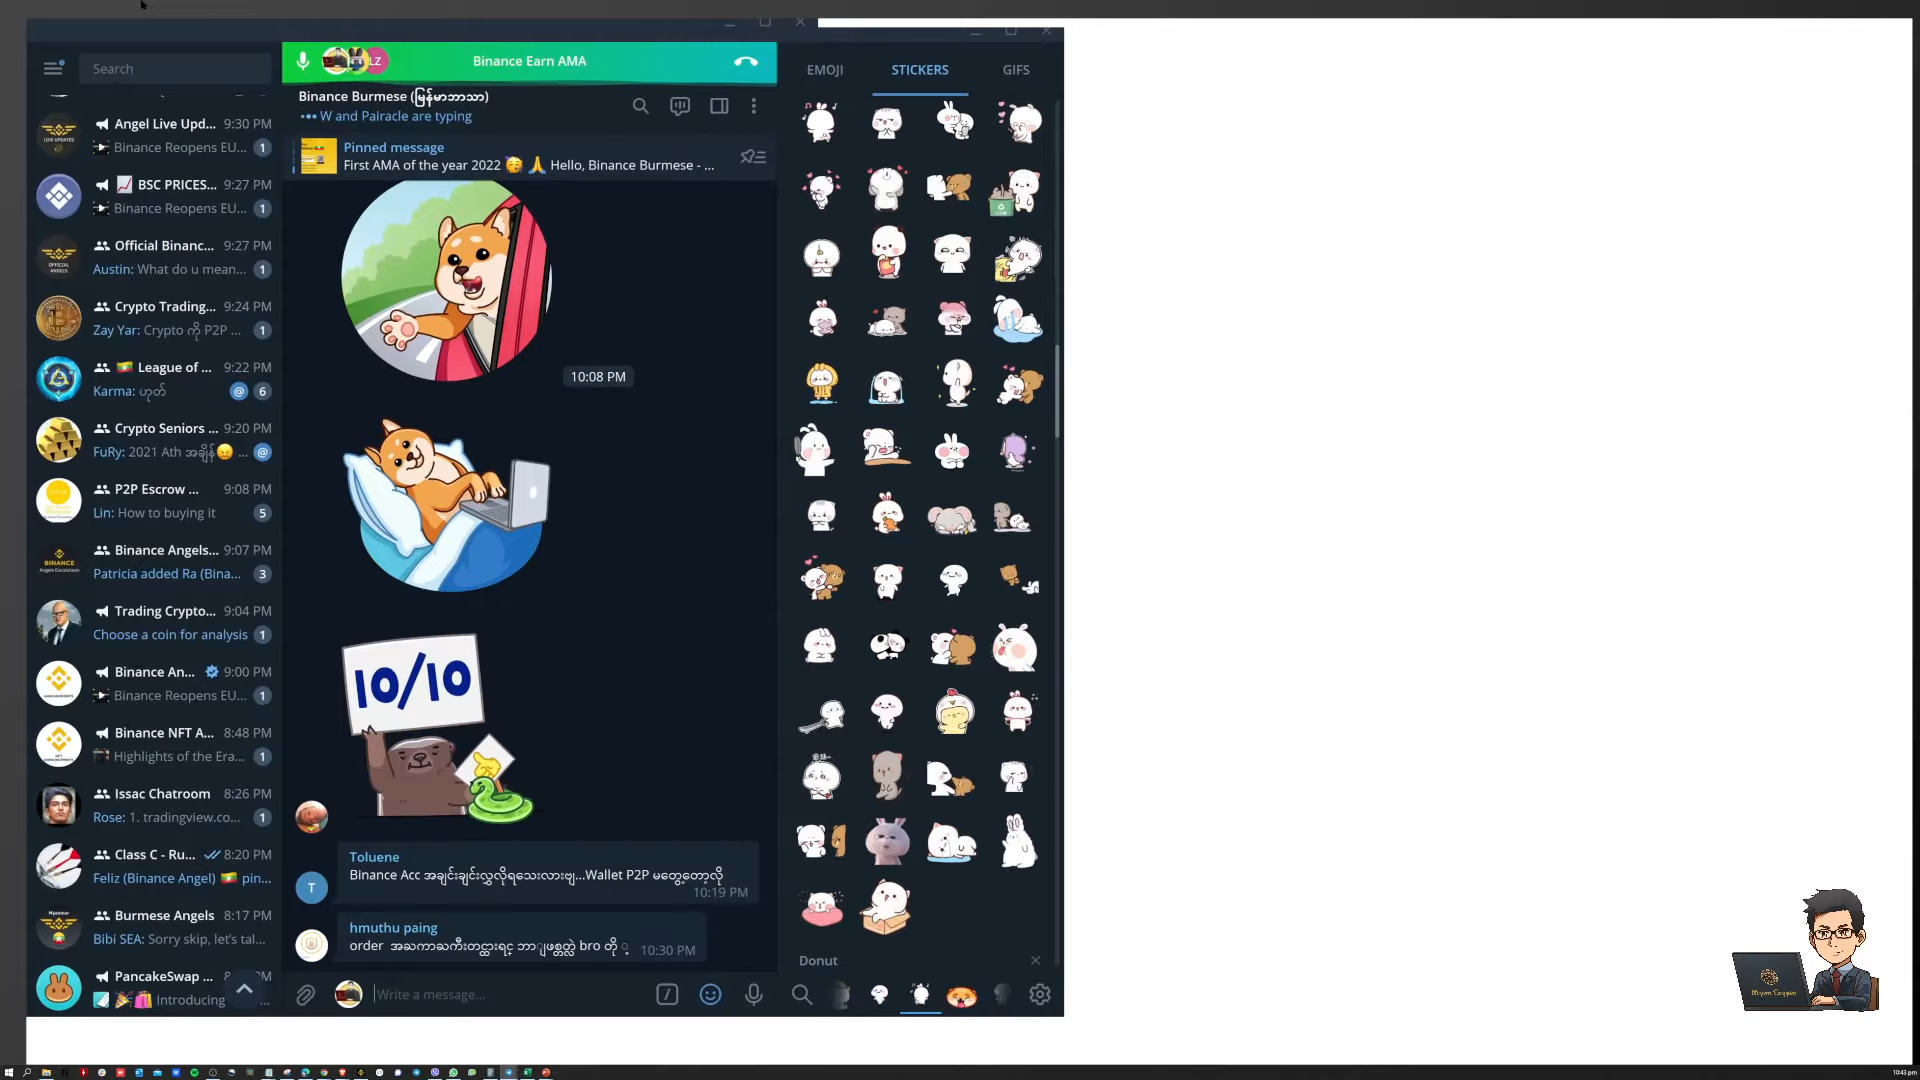 Search
Angel Live Upd... 9:30 PM
Binance Reopens EU... 1
BSC PRICES... 9:27 PM
Binance Reopens EU... 1
Official Binanc... 9:27 PM
Austin: What do u mean... 1
Crypto Trading... 9:24 PM
Zay Yar: Crypto ကို P2P ... 1
League of ... 9:22 PM
Karma: ဟုတ် @ 6
Crypto Seniors ... 9:20 PM
FuRy: 2021 Ath အချိန်😠 ... @
P2P Escrow ... 9:08 PM
Lin: How to buying it 5
Binance Angels... 9:07 PM
Patricia added Ra (Bina... 3
Trading Crypto... 9:04 PM
Choose a coin for analysis 1
Binance An... 9:00 PM
Binance Reopens EU... 1
Binance NFT A... 8:48 PM
Highlights of the Era... 1
Issac Chatroom 8:26 PM
Rose: 1. tradingview.co... 1
Class C - Ru... 8:20 PM
Feliz (Binance Angel) pin...
Burmese Angels 8:17 PM
Bibi SEA: Sorry skip, let's tal...
PancakeSwap ...
Introducing
LZ
Binance Earn AMA
Binance Burmese (မြန်မာဘာသာ)
W and Pairacle are typing
Pinned message
First AMA of the year 2022 🥳 🙏 Hello, Binance Burmese - ...
10:08 PM
10/10
Toluene
Binance Acc အချင်းချင်းလွှဲလို့ရသေးလားဗျ...Wallet P2P မတွေ့တော့လို့
10:19 PM
T
hmuthu paing
order
bro တို့
10:30 PM
Write a message...
EMOJI STICKERS GIFS
Donut
10:43 pm